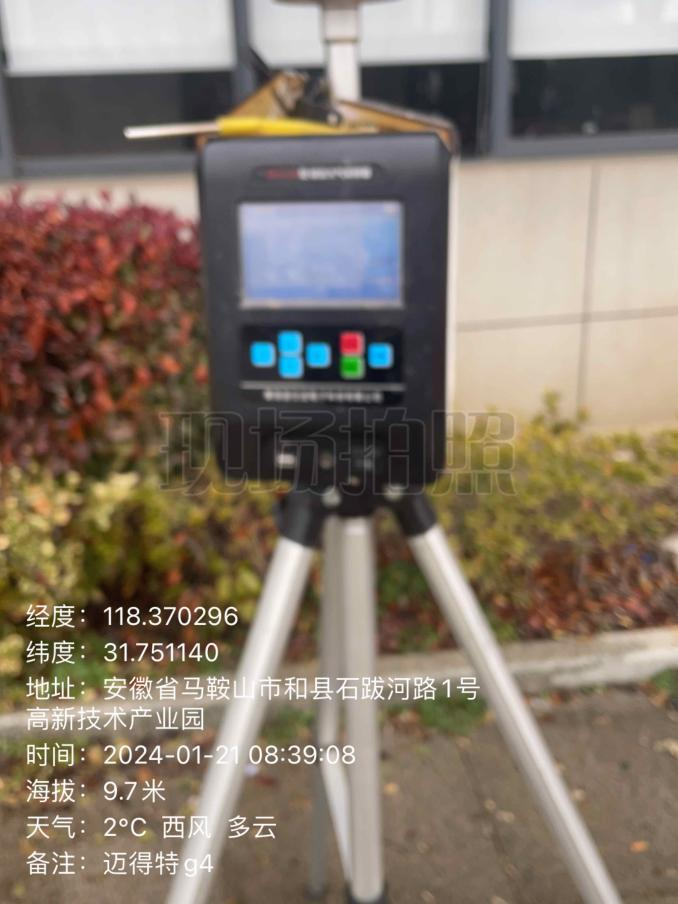 现场拍照
经度：118.370296
纬度：31.751140
地址：安徽省马鞍山市和县石跋河路1号
高新技术产业园
时间：2024-01-21 08:39:08
海拔：9.7米
天气：2°C 西风 多云
备注：迈得特g4